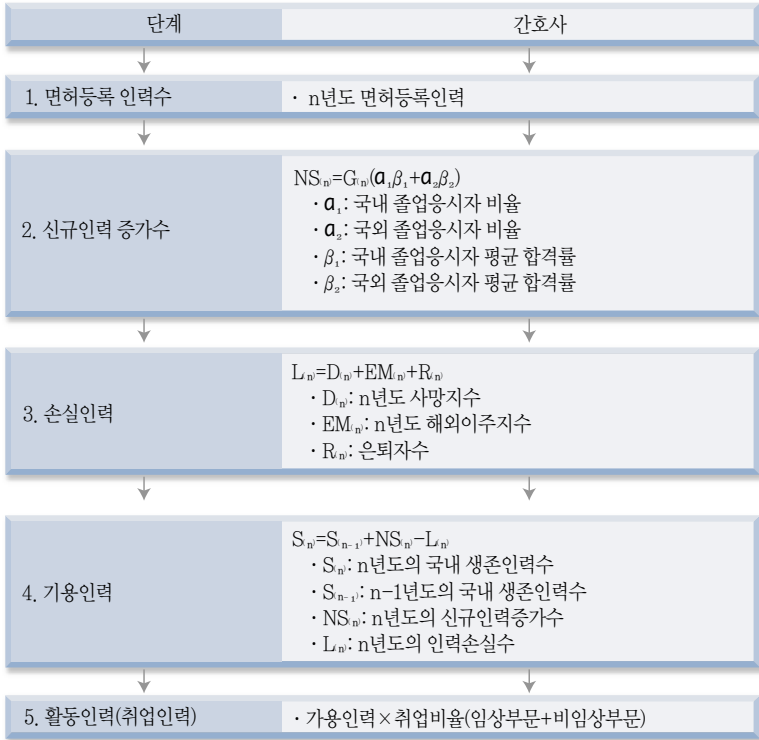 단계
간호사
1. 면허등록 인력수
· n년도 면허등록인력
2. 신규인력 증가수
NS₍ₙ₎=G₍ₙ₎(α₁β₁+α₂β₂)
· α₁: 국내 졸업응시자 비율
· α₂: 국외 졸업응시자 비율
· β₁: 국내 졸업응시자 평균 합격률
· β₂: 국외 졸업응시자 평균 합격률
3. 손실인력
L₍ₙ₎=D₍ₙ₎+EM₍ₙ₎+R₍ₙ₎
· D₍ₙ₎: n년도 사망지수
· EM₍ₙ₎: n년도 해외이주지수
· R₍ₙ₎: 은퇴자수
4. 기용인력
S₍ₙ₎=S₍ₙ₋₁₎+NS₍ₙ₎-L₍ₙ₎
· S₍ₙ₎: n년도의 국내 생존인력수
· S₍ₙ₋₁₎: n-1년도의 국내 생존인력수
· NS₍ₙ₎: n년도의 신규인력증가수
· L₍ₙ₎: n년도의 인력손실수
5. 활동인력(취업인력)
· 가용인력×취업비율(임상부문+비임상부문)